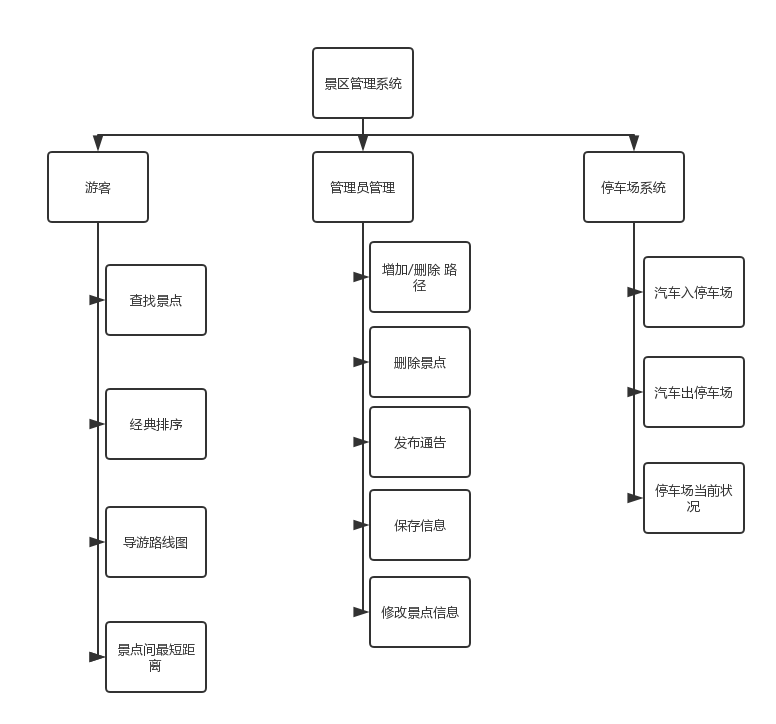 景区管理系统
游客
管理员管理
停车场系统
查找景点
经典排序
导游路线图
景点间最短距
离
增加/删除 路
径
删除景点
发布通告
保存信息
修改景点信息
汽车入停车场
汽车出停车场
停车场当前状
况